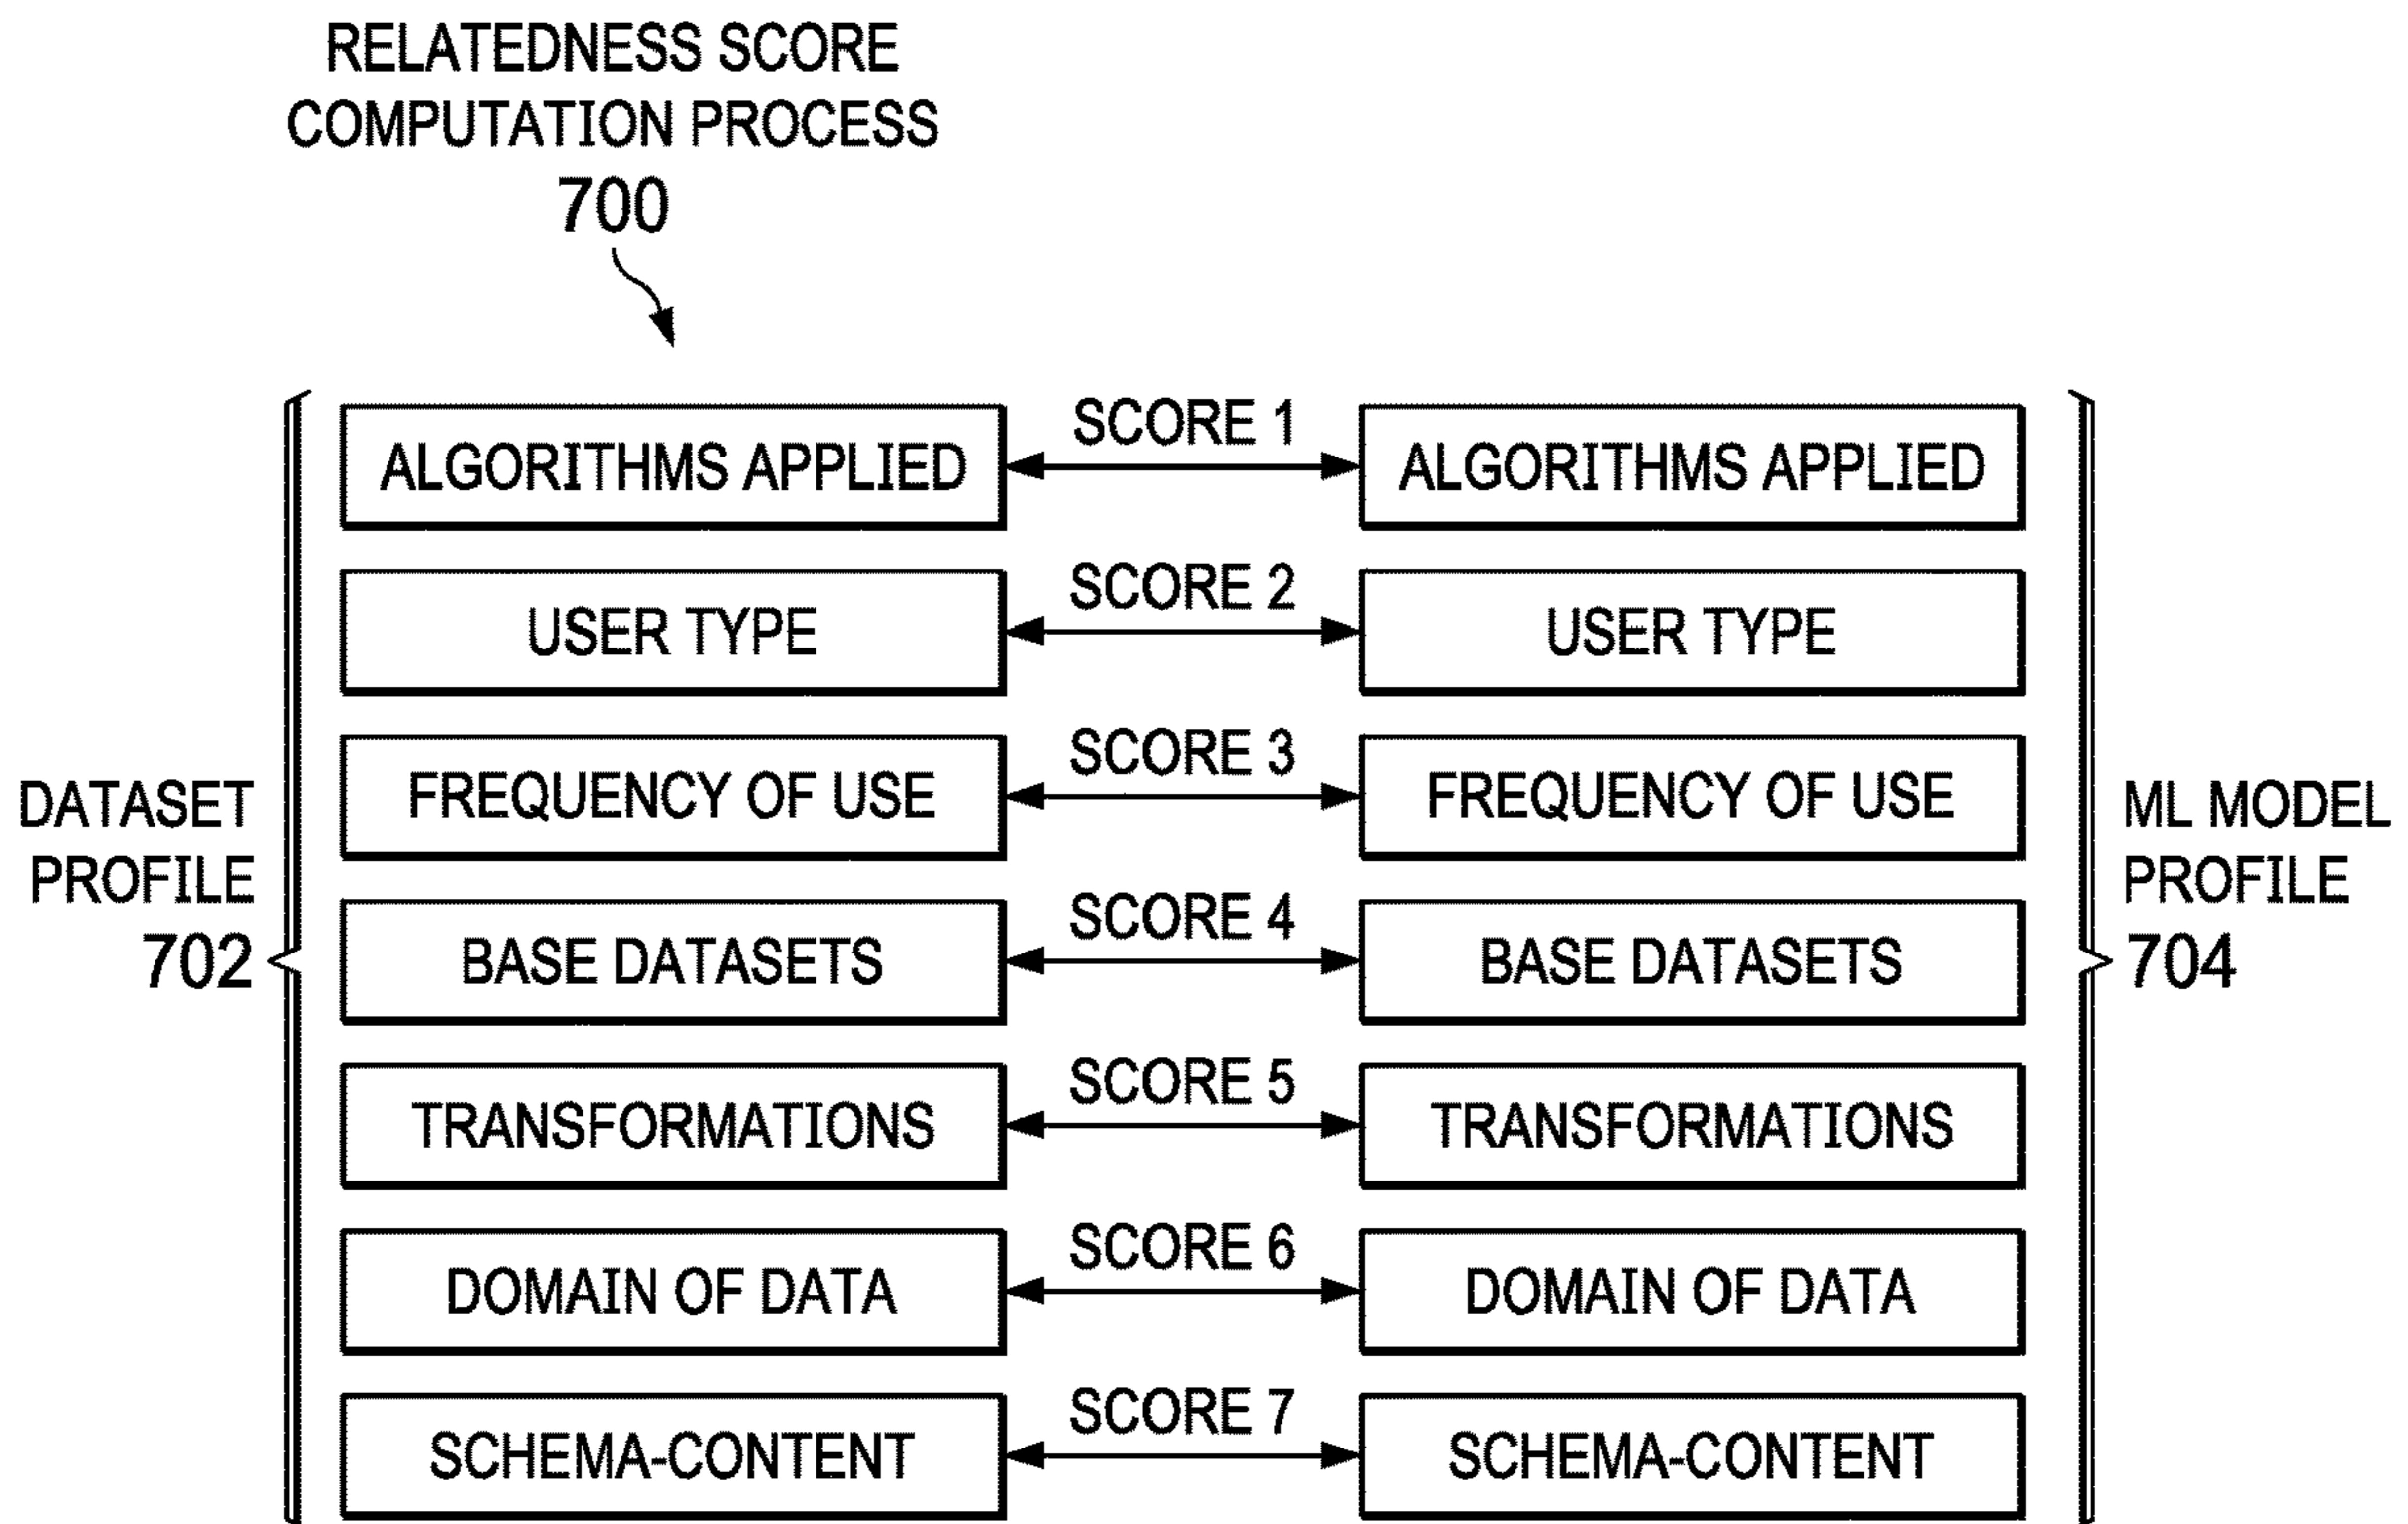 RELATEDNESS SCORE
COMPUTATION PROCESS
700
SCORE 1
ALGORITHMS APPLIED
ALGORITHMS APPLIED
SCORE 2
USER TYPE
USER TYPE
SCORE 3
FREQUENCY OF USE
FREQUENCY OF USE
DATASET
PROFILE
702
ML MODEL
PROFILE
704
SCORE 4
BASE DATASETS
BASE DATASETS
SCORE 5
TRANSFORMATIONS
TRANSFORMATIONS
SCORE 6
DOMAIN OF DATA
DOMAIN OF DATA
SCORE 7
SCHEMA-CONTENT
SCHEMA-CONTENT